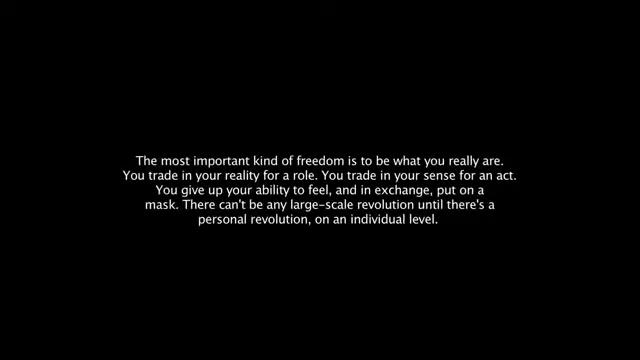 The most important kind of freedom is to be what you really are.
You trade in your reality for a role. You trade in your sense for an act.
You give up your ability to feel, and in exchange, put on a
mask. There can't be any large-scale revolution until there's a
personal revolution, on an individual level.